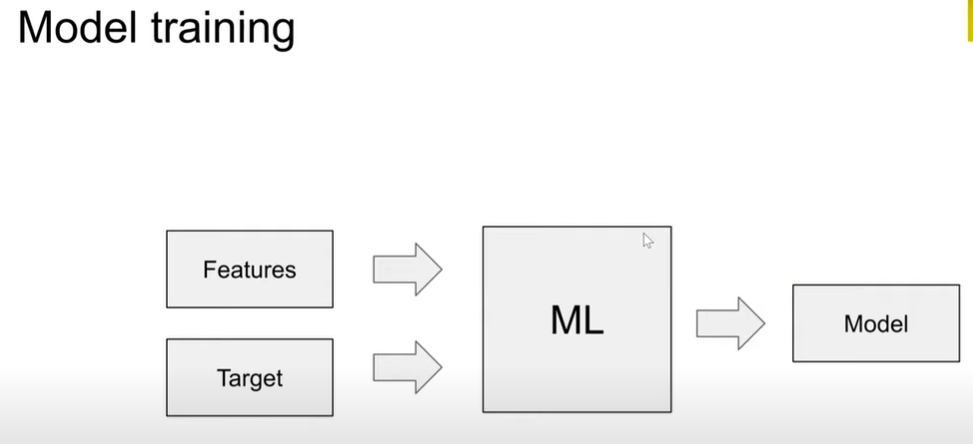 Model training
Features
Target
ML
Model